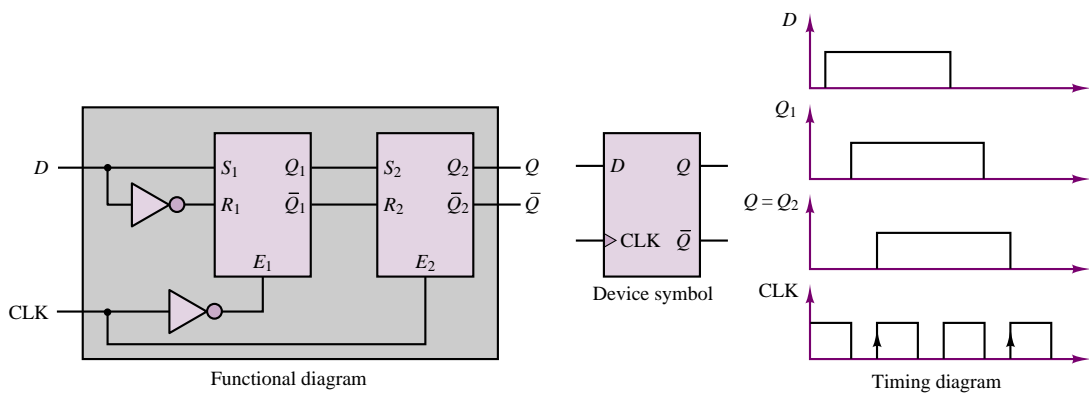 D
S₁
Q₁
S₂
Q₂
Q
R₁
Q̄₁
R₂
Q̄₂
Q̄
E₁
E₂
CLK
Functional diagram
D
Q
CLK
Q̄
Device symbol
D
Q₁
Q = Q₂
CLK
Timing diagram